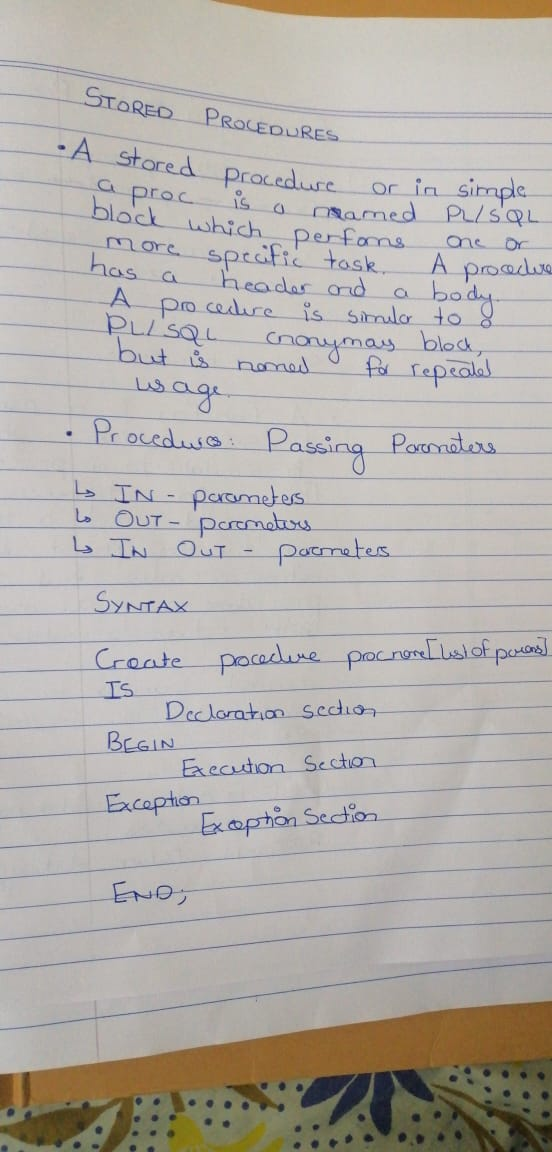 STORED PROCEDURES
• A stored procedure or in simple
a proc is a named PL/SQL
block which performs one or
more specific task. A procedure
has a header and a body.
A procedure is similar to a
PL/SQL anonymas block,
but is named for repeated
usage.
• Procedures: Passing Parameters
↳ IN - parameters
↳ OUT - parameters
↳ IN OUT - parmeters
SYNTAX
Create procedure procname[list of params]
IS
Declaration section
BEGIN
Execution Section
Exception
Exception Section
END;